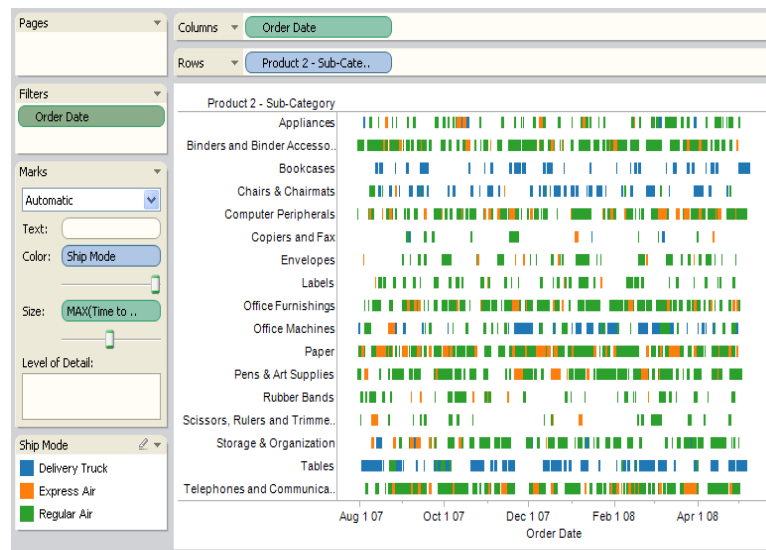 Pages
Columns
Order Date
Rows
Product 2 - Sub-Cate..
Filters
Order Date
Marks
Automatic
Text:
Color:
Ship Mode
Size:
MAX(Time to ..
Level of Detail:
Ship Mode
Delivery Truck
Express Air
Regular Air
Product 2 - Sub-Category
Appliances
Binders and Binder Accesso..
Bookcases
Chairs & Chairmats
Computer Peripherals
Copiers and Fax
Envelopes
Labels
Office Furnishings
Office Machines
Paper
Pens & Art Supplies
Rubber Bands
Scissors, Rulers and Trimme..
Storage & Organization
Tables
Telephones and Communica..
Aug 1 07 Oct 1 07 Dec 1 07 Feb 1 08 Apr 1 08
Order Date